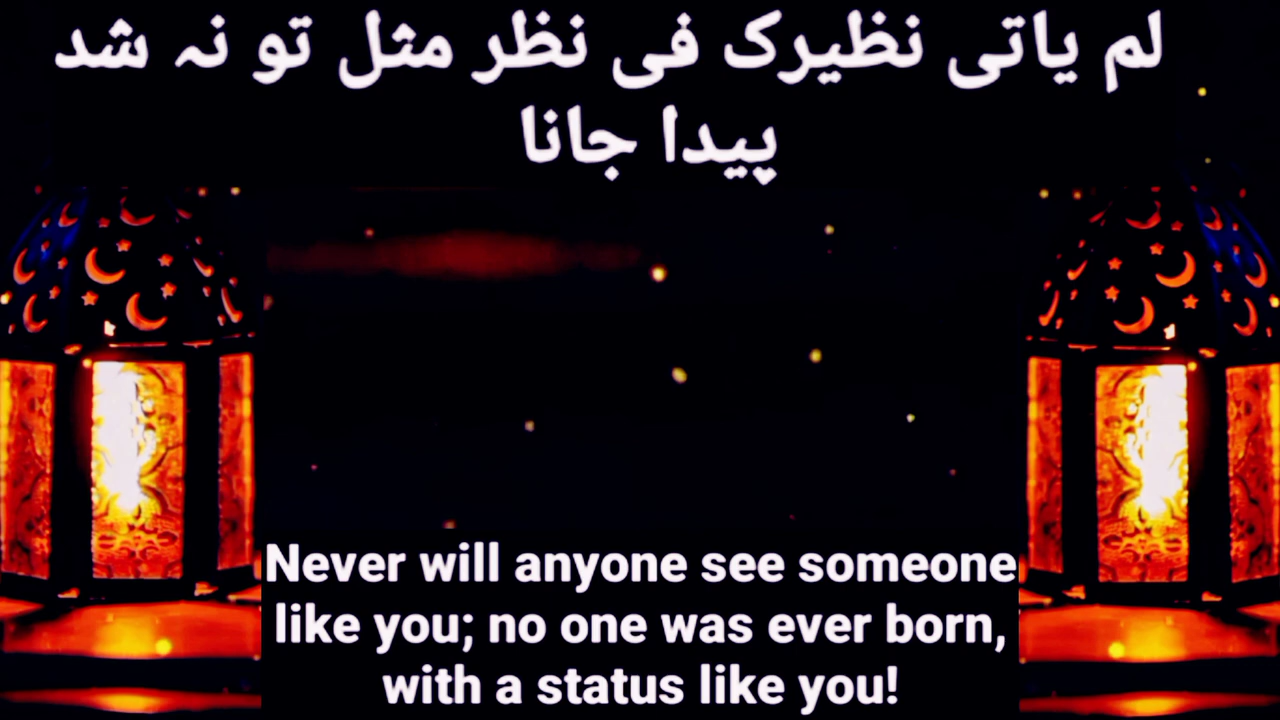 لم یاتی نظیرک فی نظر مثل تو نہ شد
پیدا جانا
Never will anyone see someone
like you; no one was ever born,
with a status like you!